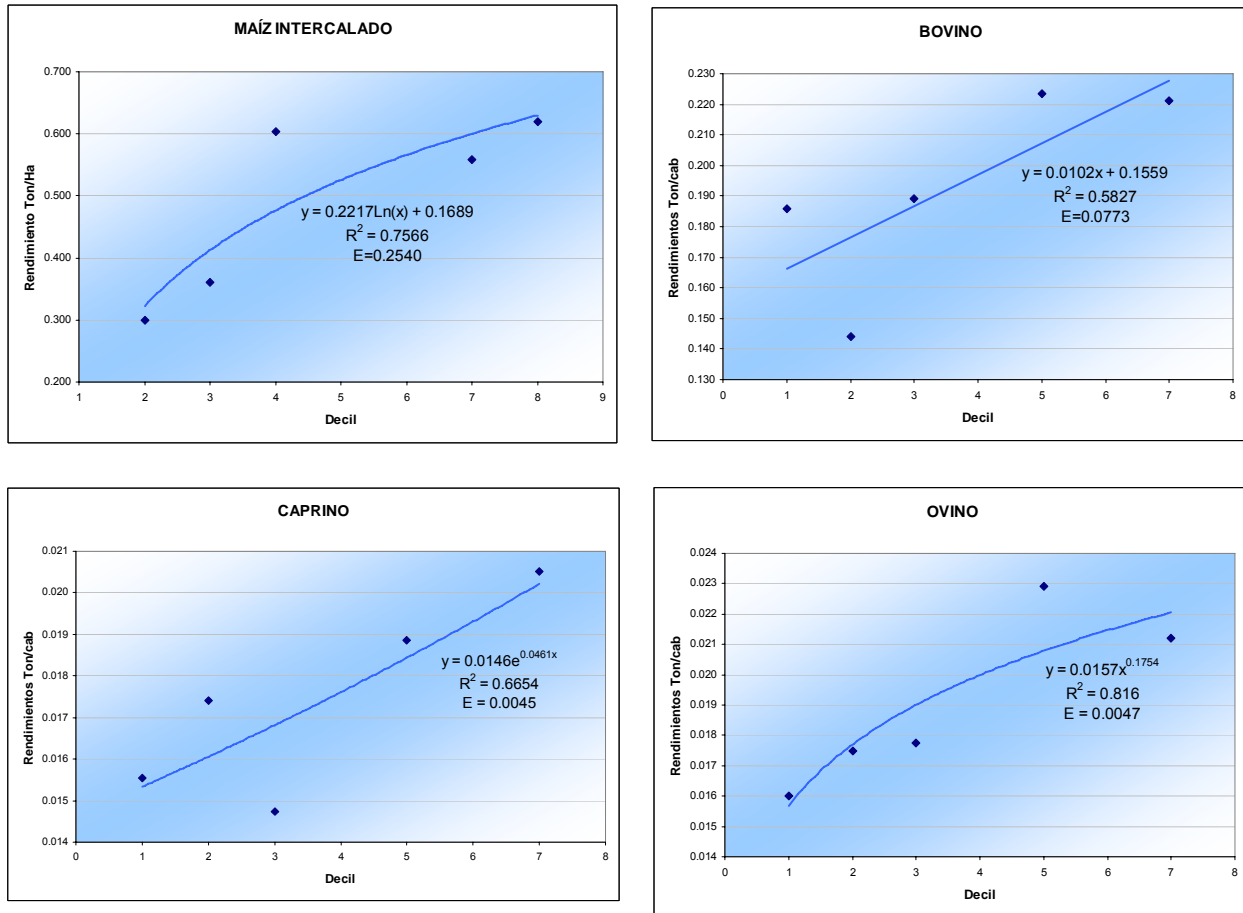 MAÍZ INTERCALADO
0.700
0.600
0.500
0.400
0.300
0.200
1 2 3 4 5 6 7 8 9
Decil
Rendimiento Ton/Ha
y = 0.2217Ln(x) + 0.1689
R² = 0.7566
E=0.2540
BOVINO
0.230
0.220
0.210
0.200
0.190
0.180
0.170
0.160
0.150
0.140
0.130
0 1 2 3 4 5 6 7 8
Decil
Rendimientos Ton/cab
y = 0.0102x + 0.1559
R² = 0.5827
E=0.0773
CAPRINO
0.021
0.020
0.019
0.018
0.017
0.016
0.015
0.014
0 1 2 3 4 5 6 7 8
Decil
Rendimientos Ton/cab
y = 0.0146e^0.0461x
R² = 0.6654
E = 0.0045
OVINO
0.024
0.023
0.022
0.021
0.020
0.019
0.018
0.017
0.016
0.015
0.014
0 1 2 3 4 5 6 7 8
Decil
Rendimientos Ton/cab
y = 0.0157x^0.1754
R² = 0.816
E = 0.0047